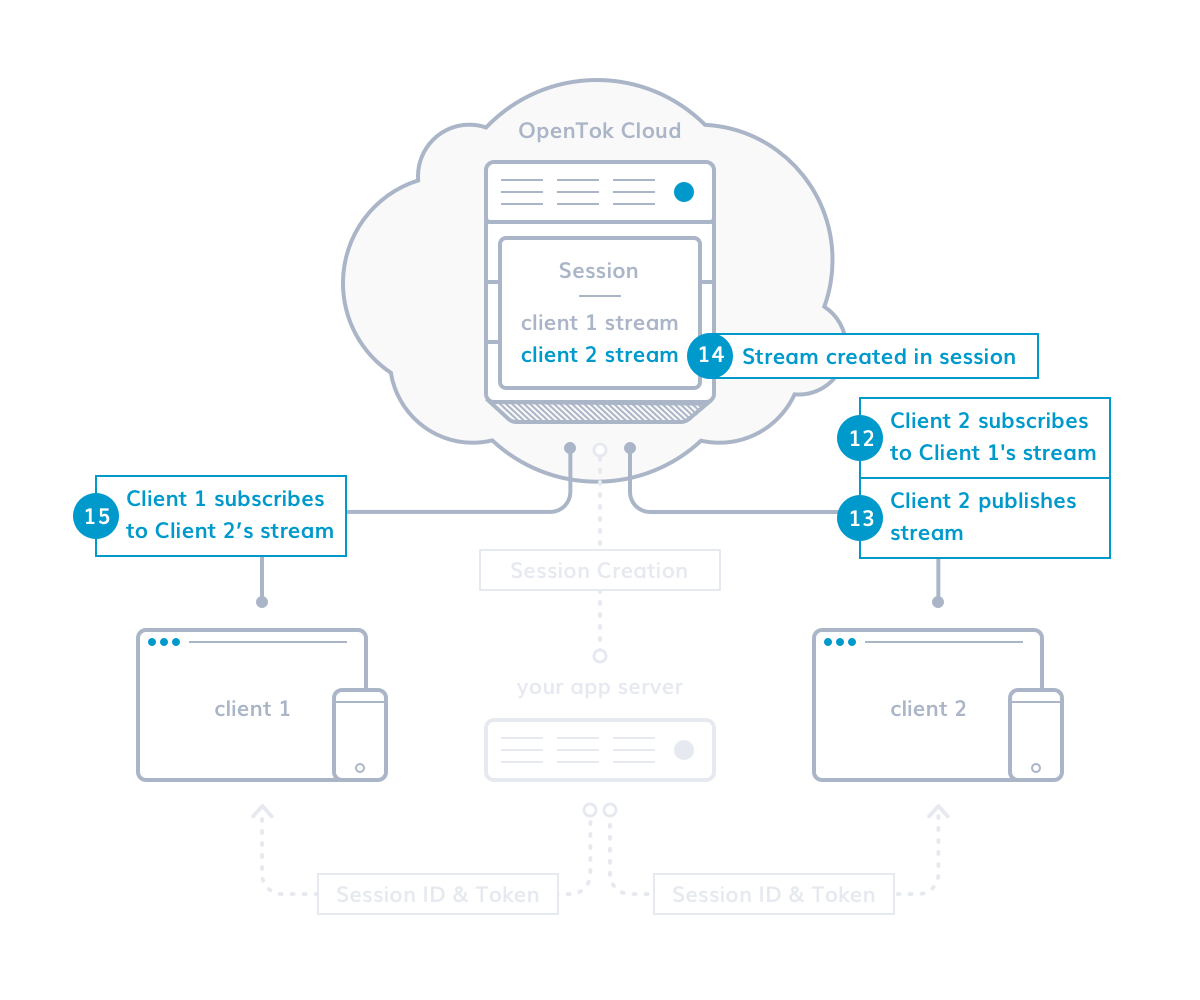 OpenTok Cloud
Session
client 1 stream
client 2 stream
14
Stream created in session
12
Client 2 subscribes
to Client 1's stream
13
Client 2 publishes
stream
15
Client 1 subscribes
to Client 2’s stream
Session Creation
your app server
client 1
client 2
Session ID & Token
Session ID & Token